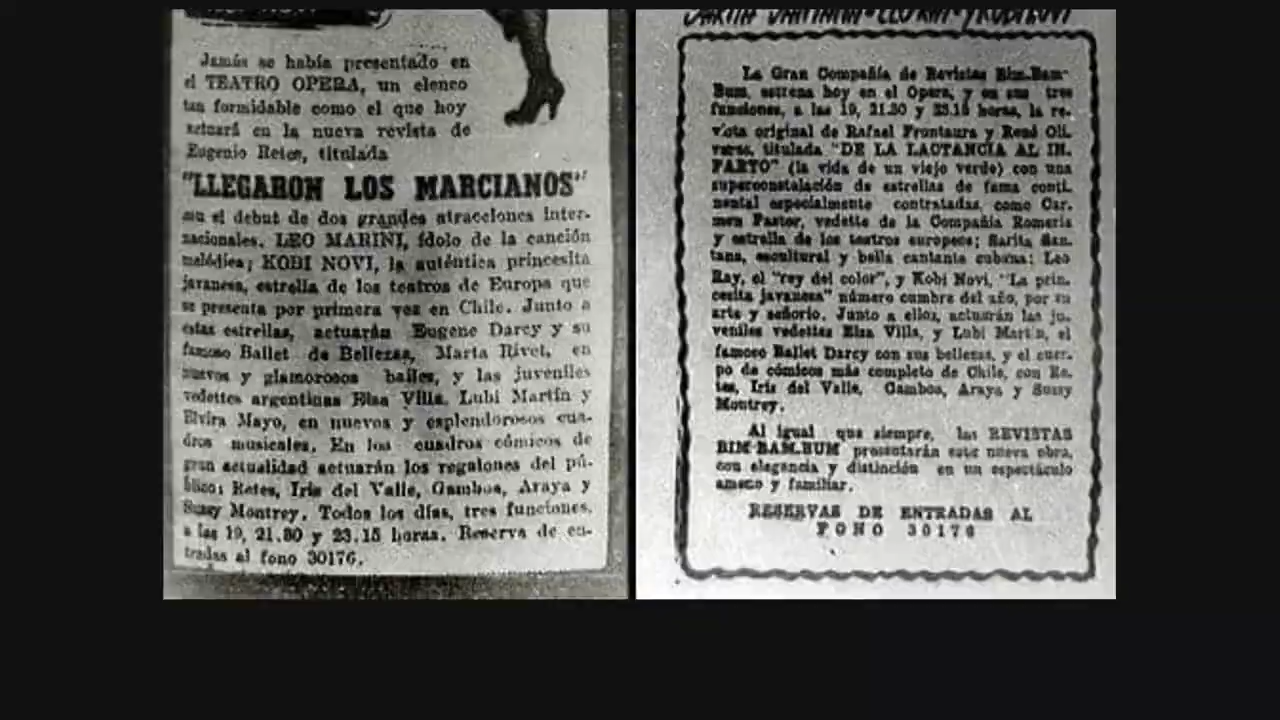 Jamás se había presentado en
el TEATRO OPERA, un elenco
tan formidable como el que hoy
actuará en la nueva revista de
Eugenio Retes, titulada
"LLEGARON LOS MARCIANOS"
con el debut de dos grandes atracciones inter-
nacionales. LEO MARINI, ídolo de la canción
melódica; KOBI NOVI, la auténtica princesita
javanesa, estrella de los teatros de Europa que
se presenta por primera vez en Chile. Junto a
estas estrellas, actuarán Eugene Darcy y su
famoso Ballet de Bellezas, Marta Rivet, en
nuevos y glamorosos bailes, y las juveniles
vedettes argentinas Elsa Villa, Lubi Martín y
Elvira Mayo, en nuevos y esplendorosos cua-
dros musicales. En los cuadros cómicos de
gran actualidad actuarán los regalones del pú-
blico: Retes, Iris del Valle, Gamboa, Araya y
Sussy Montrey. Todos los días, tres funciones,
a las 19, 21.30 y 23.15 horas. Reserva de en-
tradas al fono 30176.
La Gran Compañía de Revistas Bim-Bam-
Bum, estrena hoy en el Opera, y en sus tres
funciones, a las 19, 21.30 y 23.15 horas, la re-
vista original de Rafael Frontaura y René Oli-
vares, titulada "DE LA LACTANCIA AL IN-
FARTO" (la vida de un viejo verde) con una
superconstelación de estrellas de fama conti-
nental especialmente contratadas, como Car-
men Pastor, vedette de la Compañía Romería
y estrella de los teatros europeos; Sarita San-
tana, escultural y bella cantante cubana; Leo
Ray, el "rey del color", y Kobi Novi, "La prin-
cesita javanesa" número cumbre del año, por su
arte y señorio. Junto a ellos, actuarán las ju-
veniles vedettes Elsa Villa, y Lubi Martin, el
famoso Ballet Darcy con sus bellezas, y el cuer-
po de cómicos más completo de Chile, con Re-
tes, Iris del Valle, Gamboa, Araya y Sussy
Montrey.
Al igual que siempre, las REVISTAS
BIM-BAM-BUM presentarán esta nueva obra,
con elegancia y distinción en un espectáculo
ameno y familiar.
RESERVAS DE ENTRADAS AL
FONO 30176